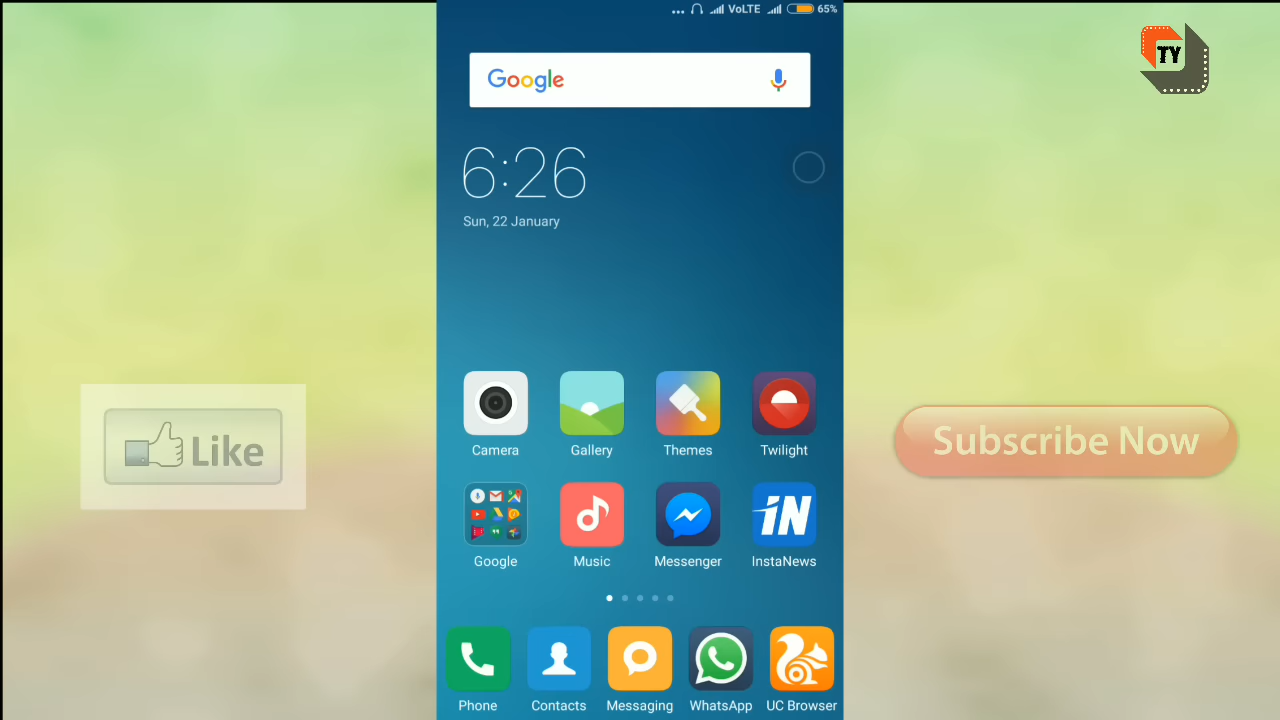 VoLTE 65%
TY
Google
6:26
Sun, 22 January
Camera Gallery Themes Twilight
iN
Google Music Messenger InstaNews
Like
Subscribe Now
Phone Contacts Messaging WhatsApp UC Browser